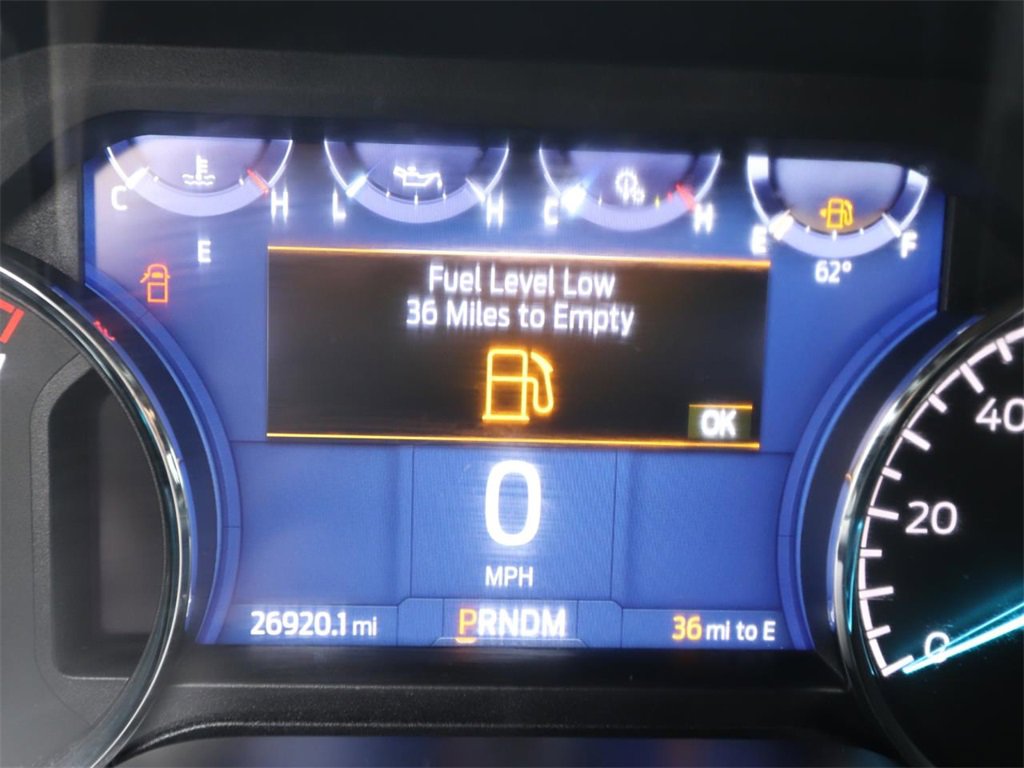 C H
L H
C H
E F
E
62°
Fuel Level Low
36 Miles to Empty
OK
0
MPH
26920.1 mi
PRNDM
36 mi to E
40
20
0